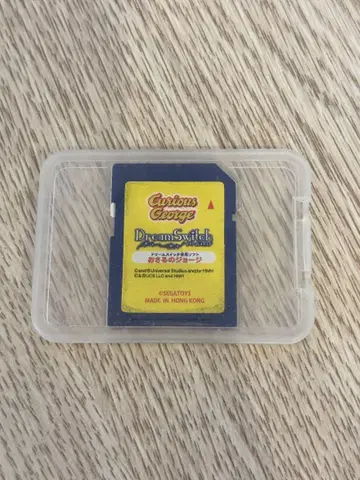 Curious
George
DreamSwitch
ドリームスイッチ専用ソフト
おさるのジョージ
©SEGATOYS
MADE IN HONG KONG